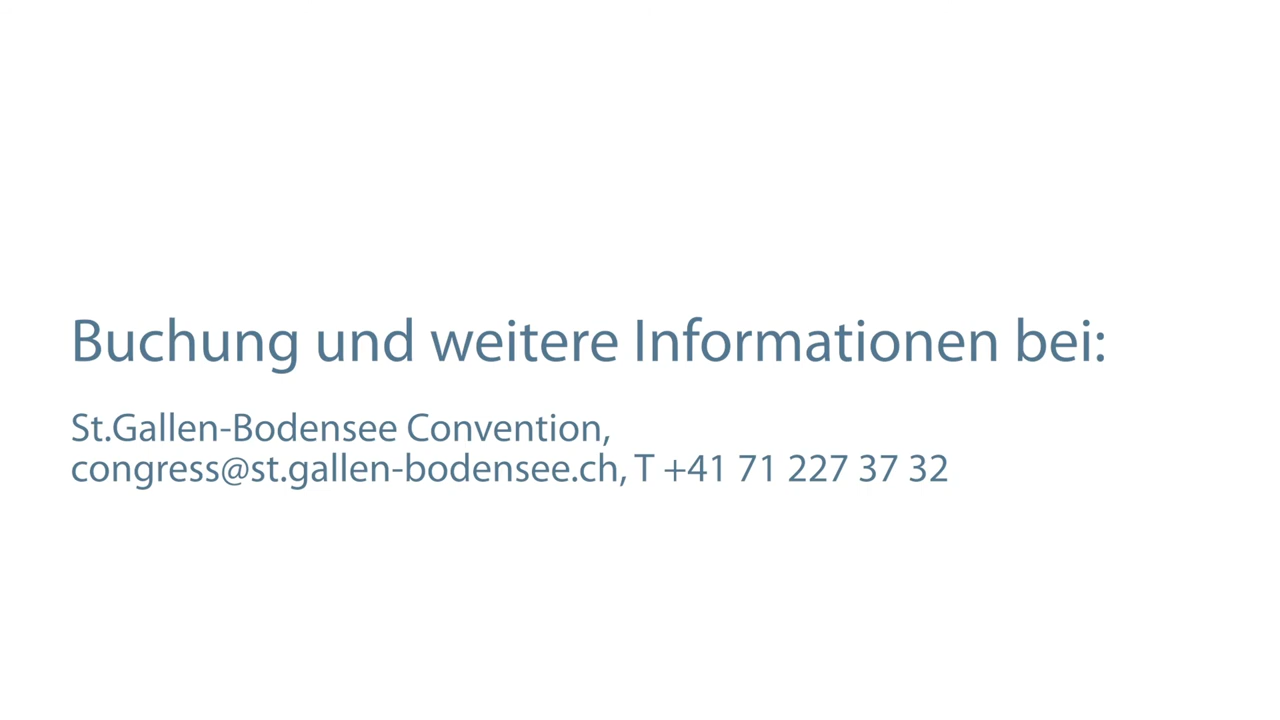 Buchung und weitere Informationen bei:
St.Gallen-Bodensee Convention,
congress@st.gallen-bodensee.ch, T +41 71 227 37 32